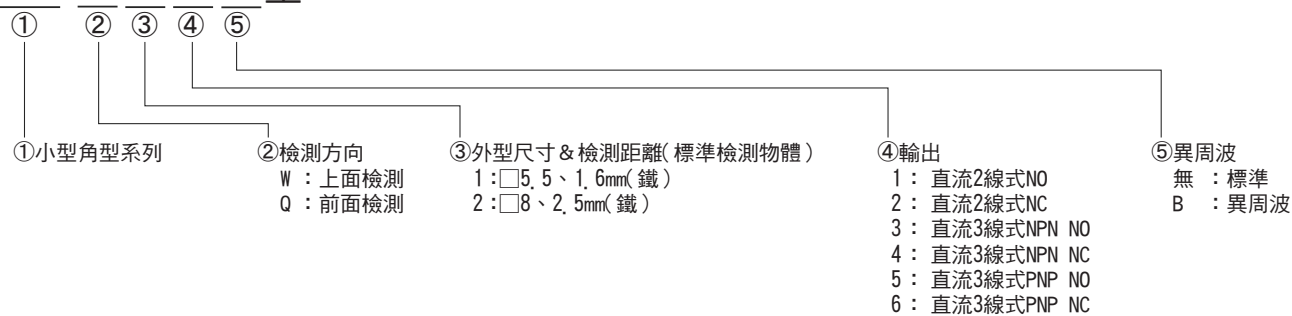 ① ② ③ ④ ⑤
①小型角型系列
②檢測方向
W：上面檢測
Q：前面檢測
③外型尺寸＆檢測距離(標準檢測物體)
1：□5.5、1.6mm(鐵)
2：□8、2.5mm(鐵)
④輸出
1：直流2線式NO
2：直流2線式NC
3：直流3線式NPN NO
4：直流3線式NPN NC
5：直流3線式PNP NO
6：直流3線式PNP NC
⑤異周波
無：標準
B：異周波